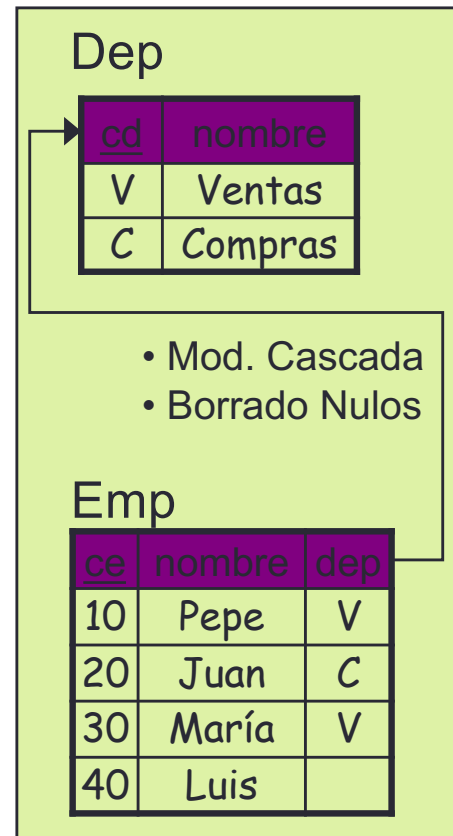 Dep
cd nombre
V Ventas
C Compras
• Mod. Cascada
• Borrado Nulos
Emp
ce nombre dep
10 Pepe V
20 Juan C
30 María V
40 Luis